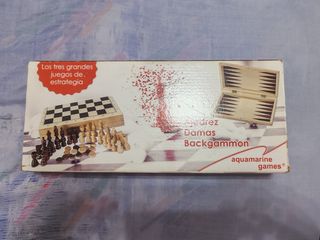 Los tres grandes
juegos de
estrategia
Ajedrez
Damas
Backgammon
aquamarine
games®